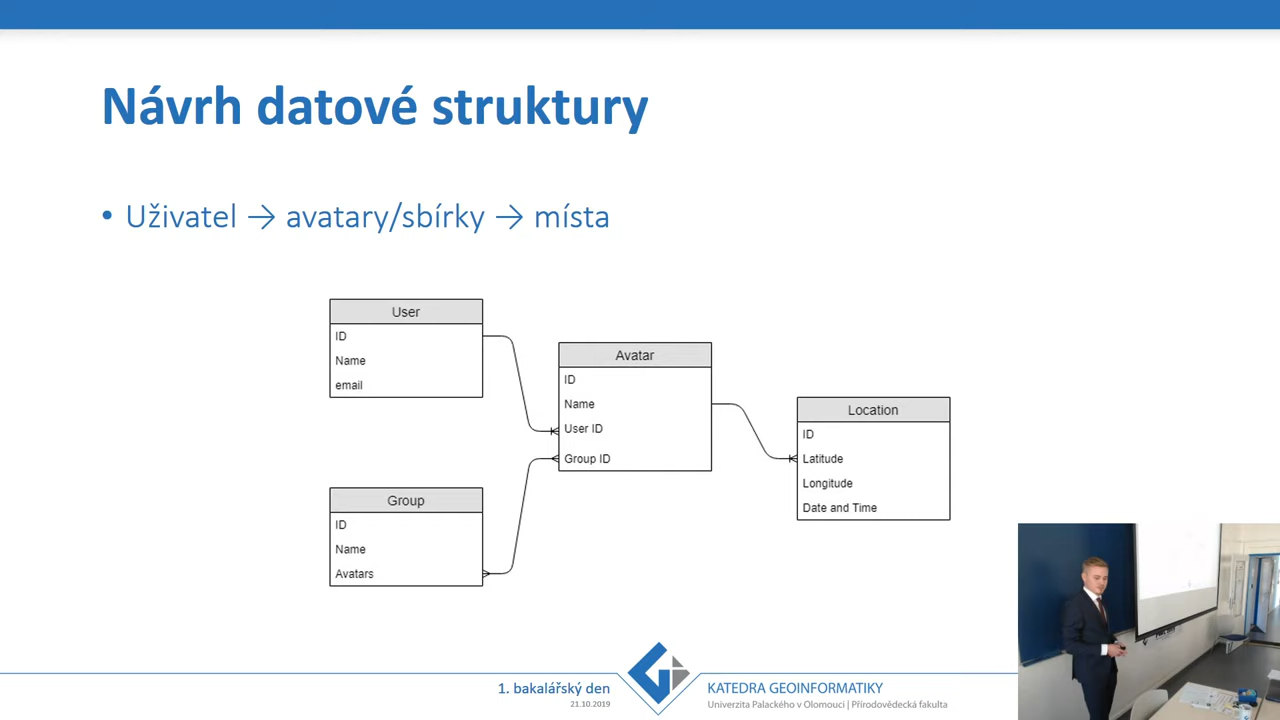 Návrh datové struktury
• Uživatel → avatary/sbírky → místa
User
ID
Name
email
Avatar
ID
Name
User ID
Group ID
Location
ID
Latitude
Longitude
Date and Time
Group
ID
Name
Avatars
1. bakalářský den
21.10.2019
KATEDRA GEOINFORMATIKY
Univerzita Palackého v Olomouci | Přírodovědecká fakulta